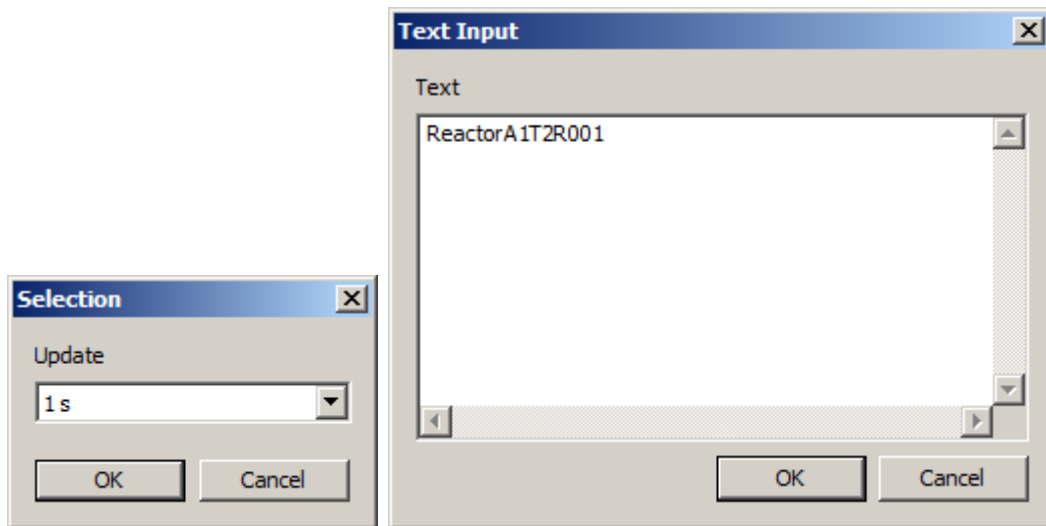 Selection
Update
1 s
OK Cancel
Text Input
Text
ReactorA1T2R001
OK Cancel